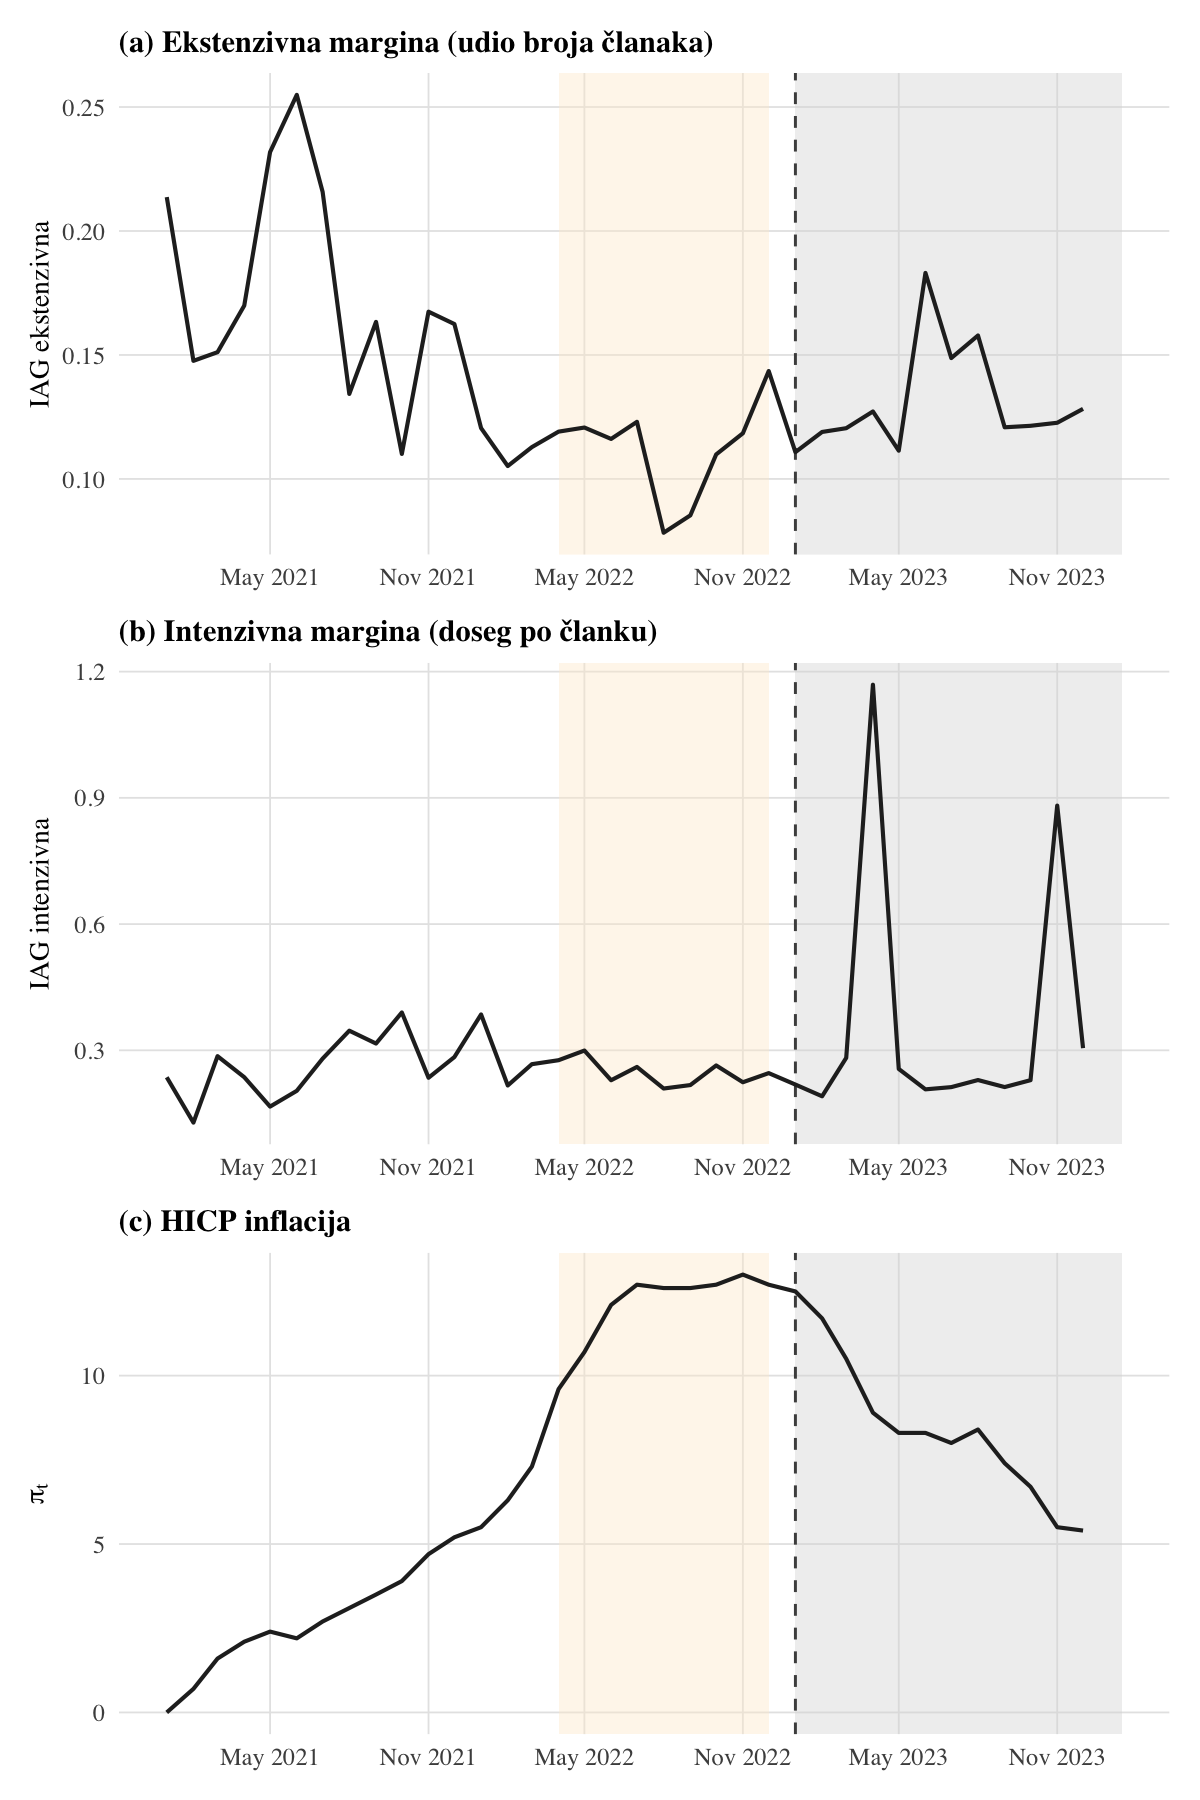 (a) Ekstenzivna margina (udio broja članaka)
IAG ekstenzivna
0.25
0.20
0.15
0.10
May 2021 Nov 2021 May 2022 Nov 2022 May 2023 Nov 2023
(b) Intenzivna margina (doseg po članku)
IAG intenzivna
1.2
0.9
0.6
0.3
May 2021 Nov 2021 May 2022 Nov 2022 May 2023 Nov 2023
(c) HICP inflacija
πt
10
5
0
May 2021 Nov 2021 May 2022 Nov 2022 May 2023 Nov 2023